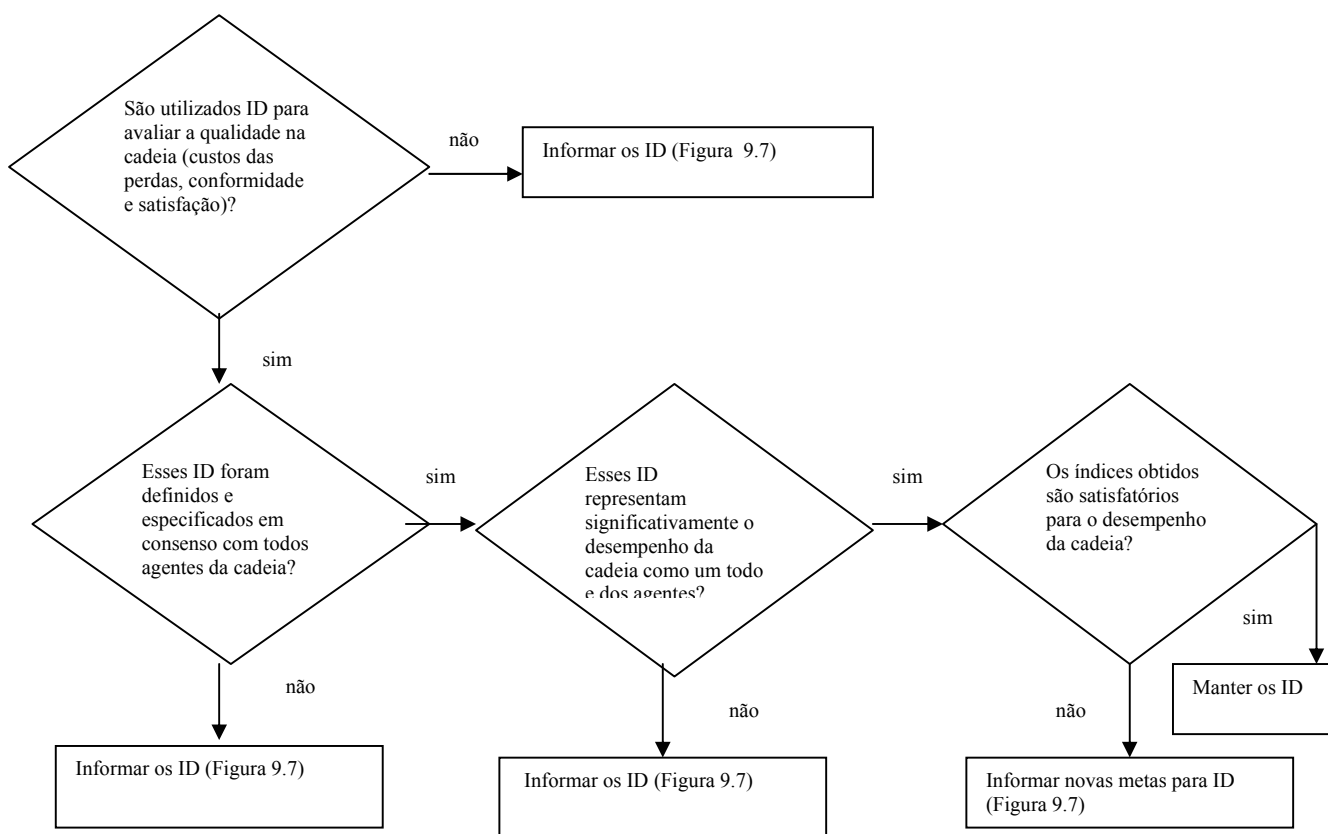 São utilizados ID para
avaliar a qualidade na
cadeia (custos das
perdas, conformidade
e satisfação)?
não
Informar os ID (Figura 9.7)
sim
Esses ID foram
definidos e
especificados em
consenso com todos
agentes da cadeia?
sim
Esses ID
representam
significativamente o
desempenho da
cadeia como um todo
e dos agentes?
sim
Os índices obtidos
são satisfatórios
para o desempenho
da cadeia?
sim
Manter os ID
não
Informar os ID (Figura 9.7)
não
Informar os ID (Figura 9.7)
não
Informar novas metas para ID
(Figura 9.7)